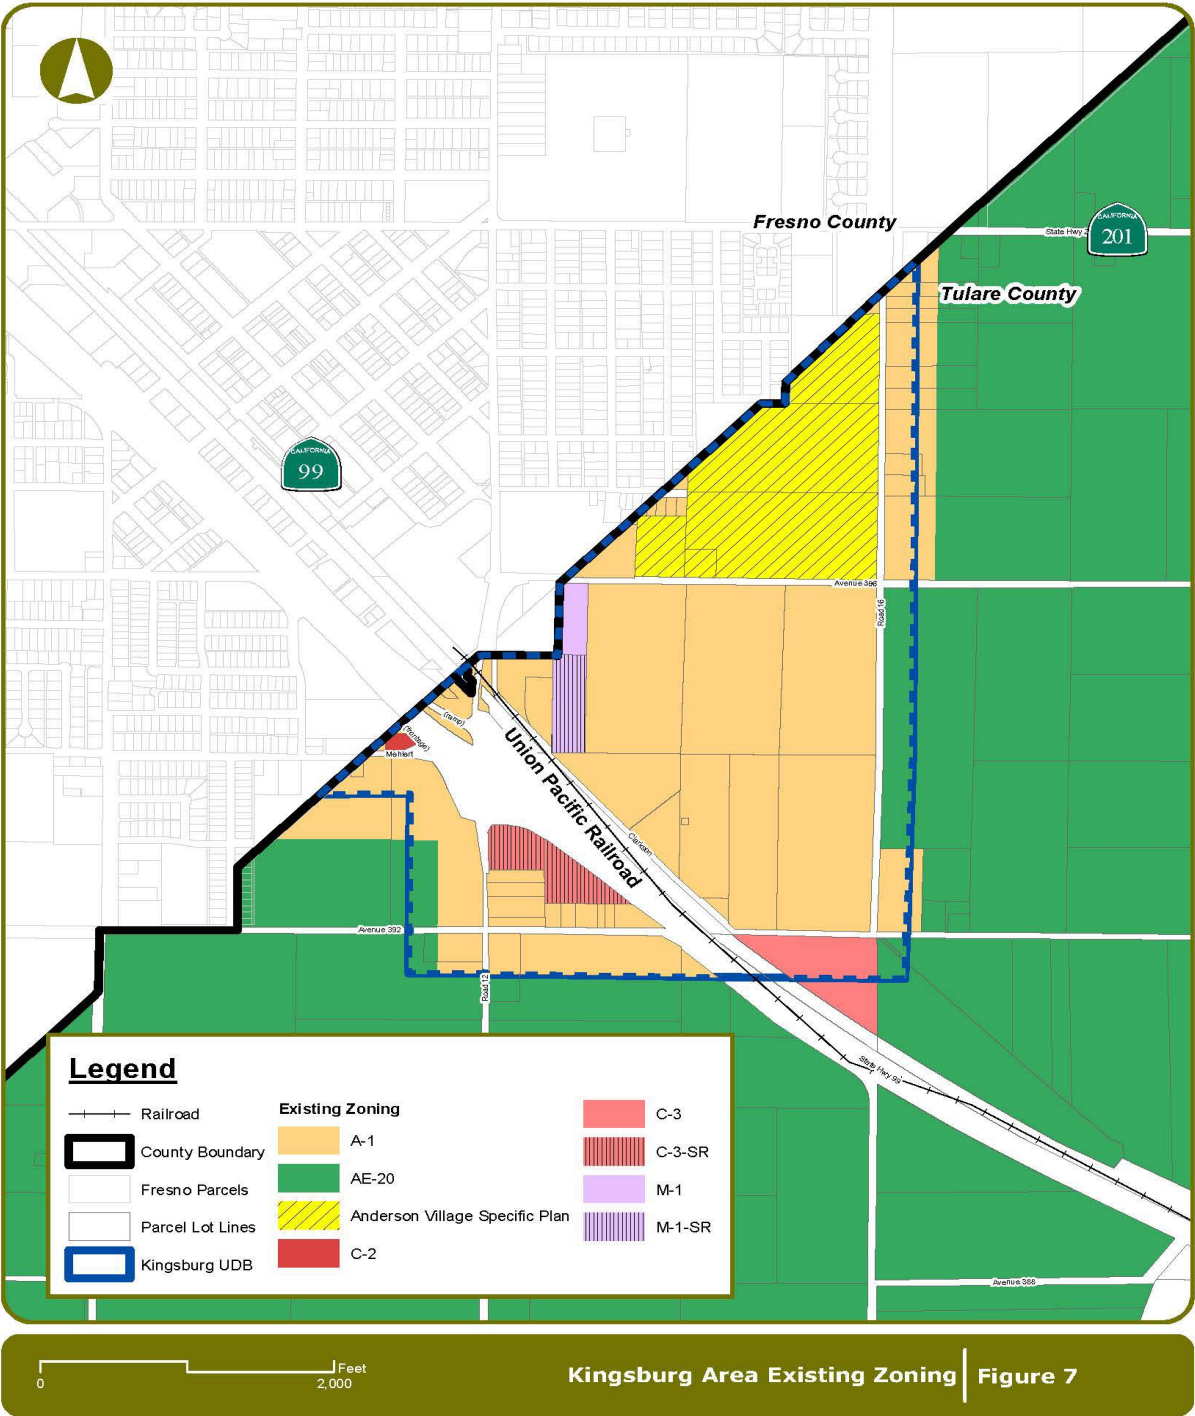 Fresno County
State Hwy 2
CALIFORNIA
201
Tulare County
CALIFORNIA
99
Avenue 396
Road 16
(ramp)
(frontage)
Mehlert
Union Pacific Railroad
Clarkson
Avenue 392
Road 12
State Hwy 99
Avenue 388
Legend
Railroad
County Boundary
Fresno Parcels
Parcel Lot Lines
Kingsburg UDB
Existing Zoning
A-1
AE-20
Anderson Village Specific Plan
C-2
C-3
C-3-SR
M-1
M-1-SR
0
2,000
Feet
Kingsburg Area Existing Zoning
Figure 7